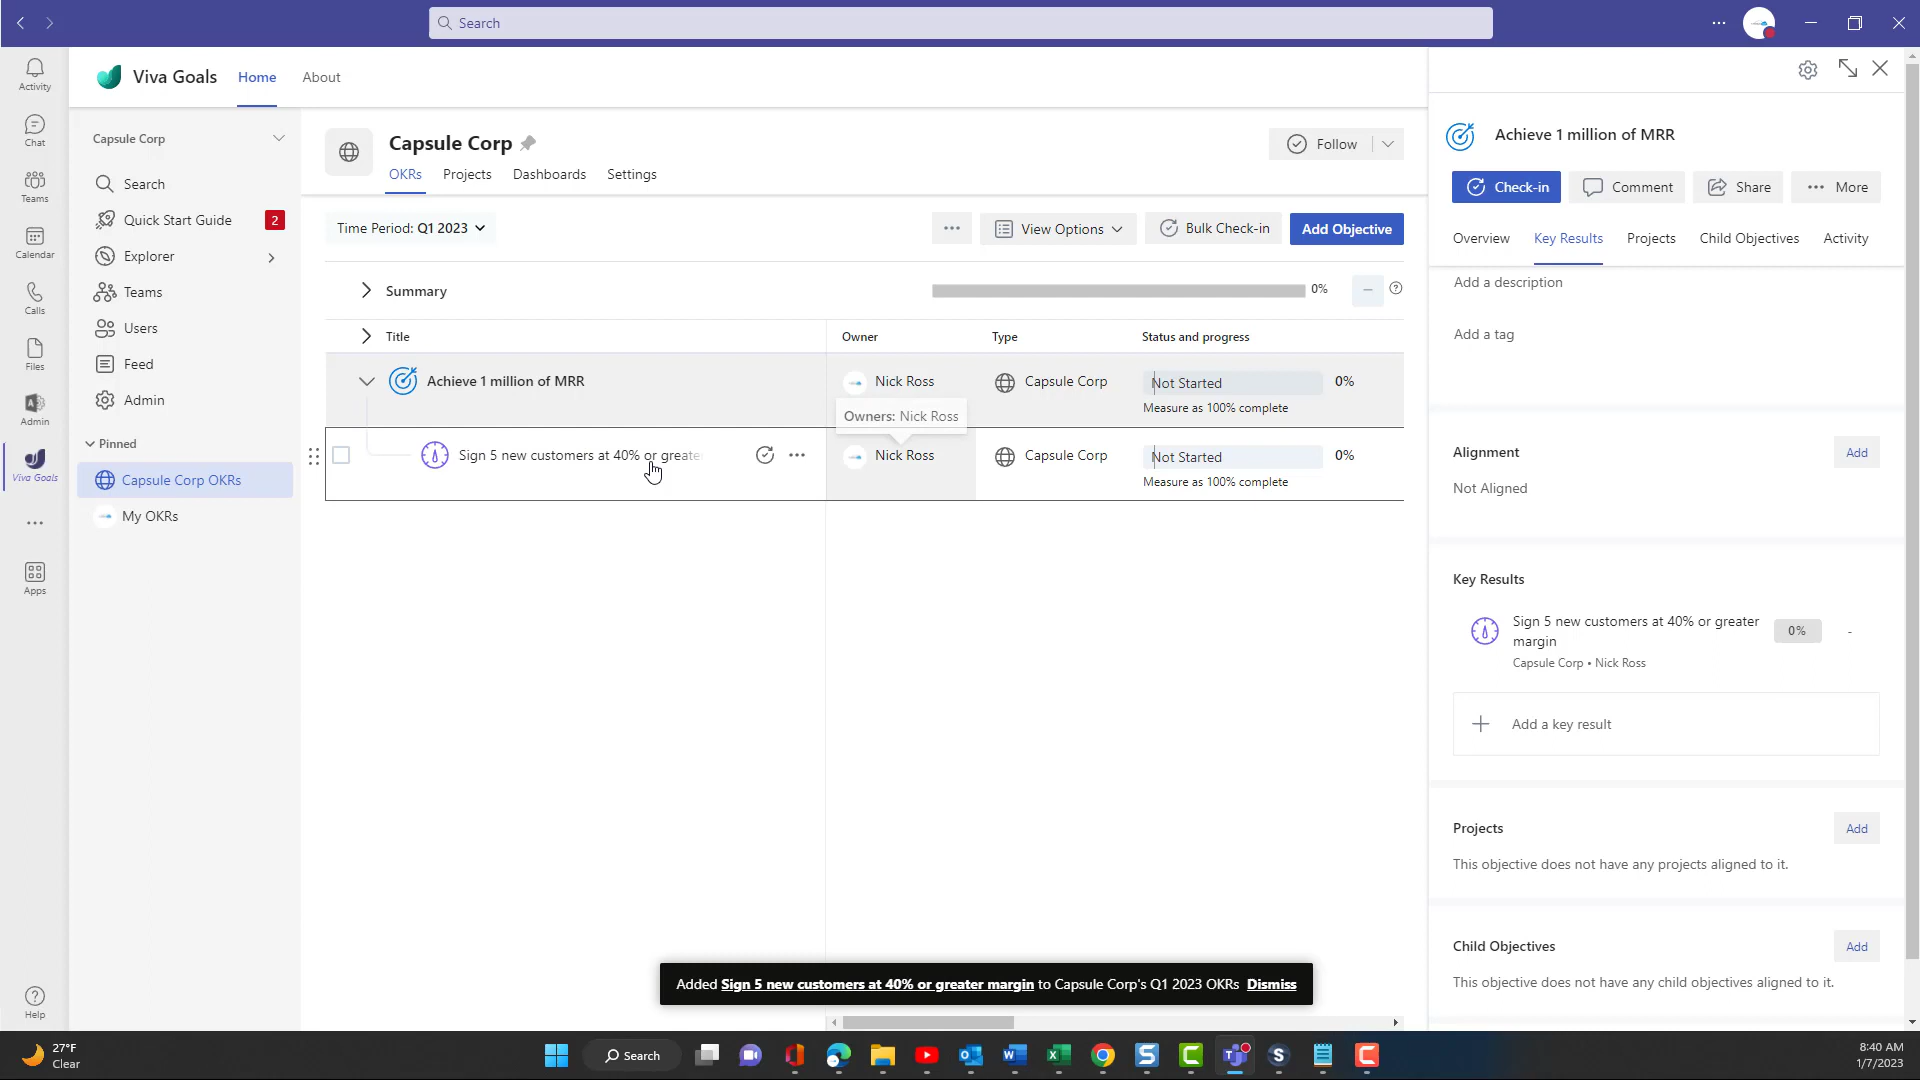 Search
Activity
Chat
Teams
Calendar
Calls
Files
Admin
Viva Goals
Apps
Help
Viva Goals
Home
About
Capsule Corp
Search
Quick Start Guide
2
Explorer
Teams
Users
Feed
Admin
Pinned
Capsule Corp OKRs
My OKRs
Capsule Corp
Follow
OKRs
Projects
Dashboards
Settings
Time Period: Q1 2023
View Options
Bulk Check-in
Add Objective
Summary
0%
Title
Owner
Type
Status and progress
Achieve 1 million of MRR
Nick Ross
Capsule Corp
Not Started
0%
Measure as 100% complete
Owners: Nick Ross
Sign 5 new customers at 40% or greate
Nick Ross
Capsule Corp
Not Started
0%
Measure as 100% complete
Added Sign 5 new customers at 40% or greater margin to Capsule Corp's Q1 2023 OKRs Dismiss
Achieve 1 million of MRR
Check-in
Comment
Share
More
Overview
Key Results
Projects
Child Objectives
Activity
Add a description
Add a tag
Alignment
Add
Not Aligned
Key Results
Sign 5 new customers at 40% or greater
margin
0%
-
Capsule Corp • Nick Ross
Add a key result
Projects
Add
This objective does not have any projects aligned to it.
Child Objectives
Add
This objective does not have any child objectives aligned to it.
27°F
Clear
Search
8:40 AM
1/7/2023